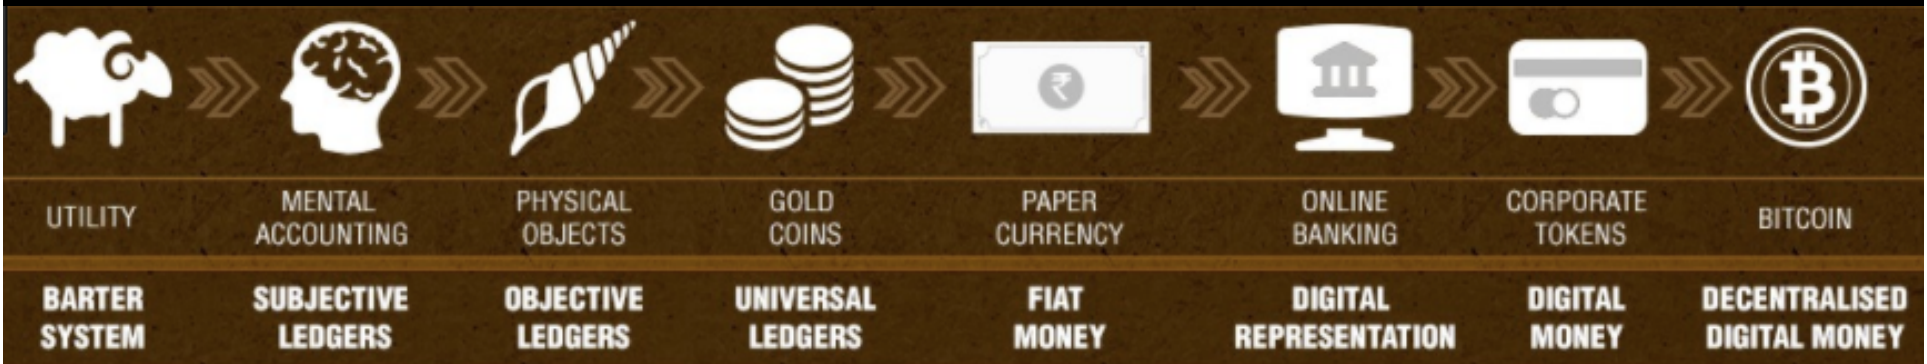 UTILITY
MENTAL
ACCOUNTING
PHYSICAL
OBJECTS
GOLD
COINS
₹
PAPER
CURRENCY
ONLINE
BANKING
CORPORATE
TOKENS
₿
BITCOIN
BARTER
SYSTEM
SUBJECTIVE
LEDGERS
OBJECTIVE
LEDGERS
UNIVERSAL
LEDGERS
FIAT
MONEY
DIGITAL
REPRESENTATION
DIGITAL
MONEY
DECENTRALISED
DIGITAL MONEY